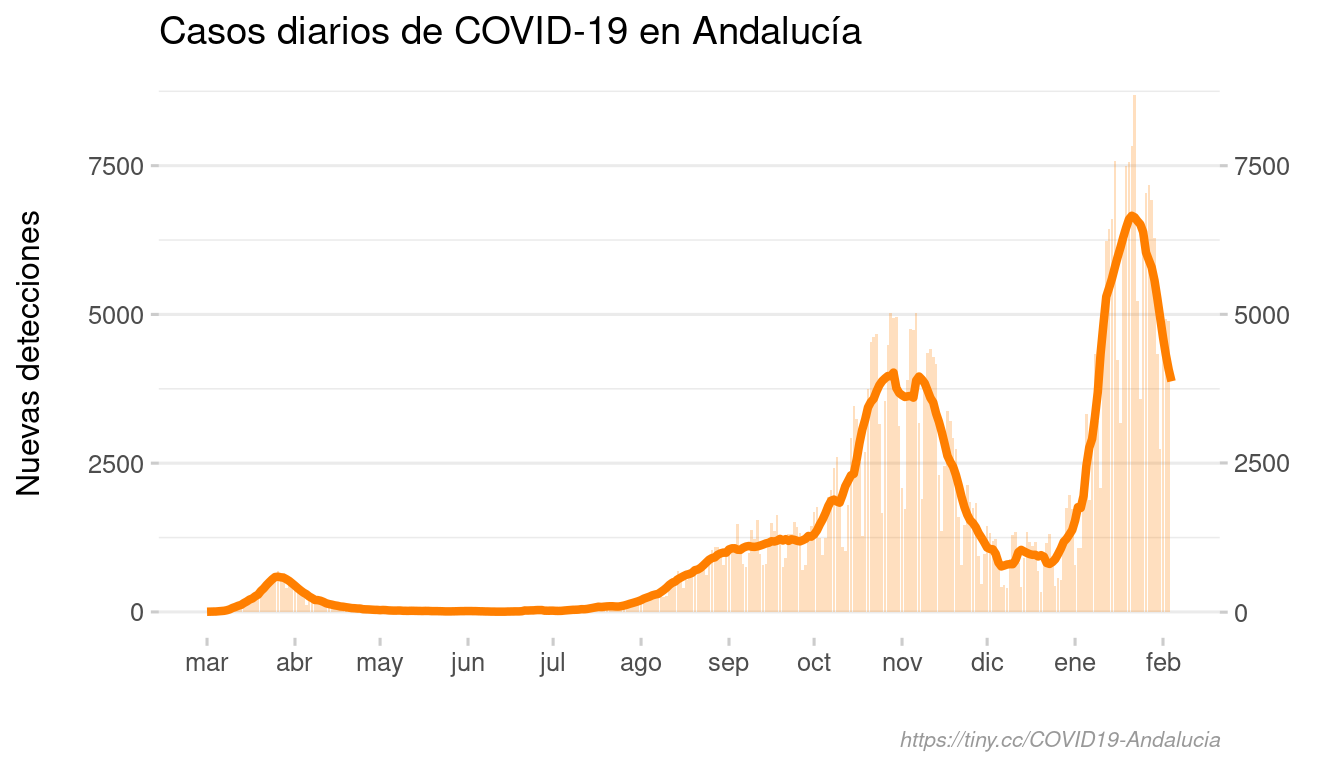 Casos diarios de COVID-19 en Andalucía
Nuevas detecciones
7500 7500
5000 5000
2500 2500
0 0
mar abr may jun jul ago sep oct nov dic ene feb
https://tiny.cc/COVID19-Andalucia